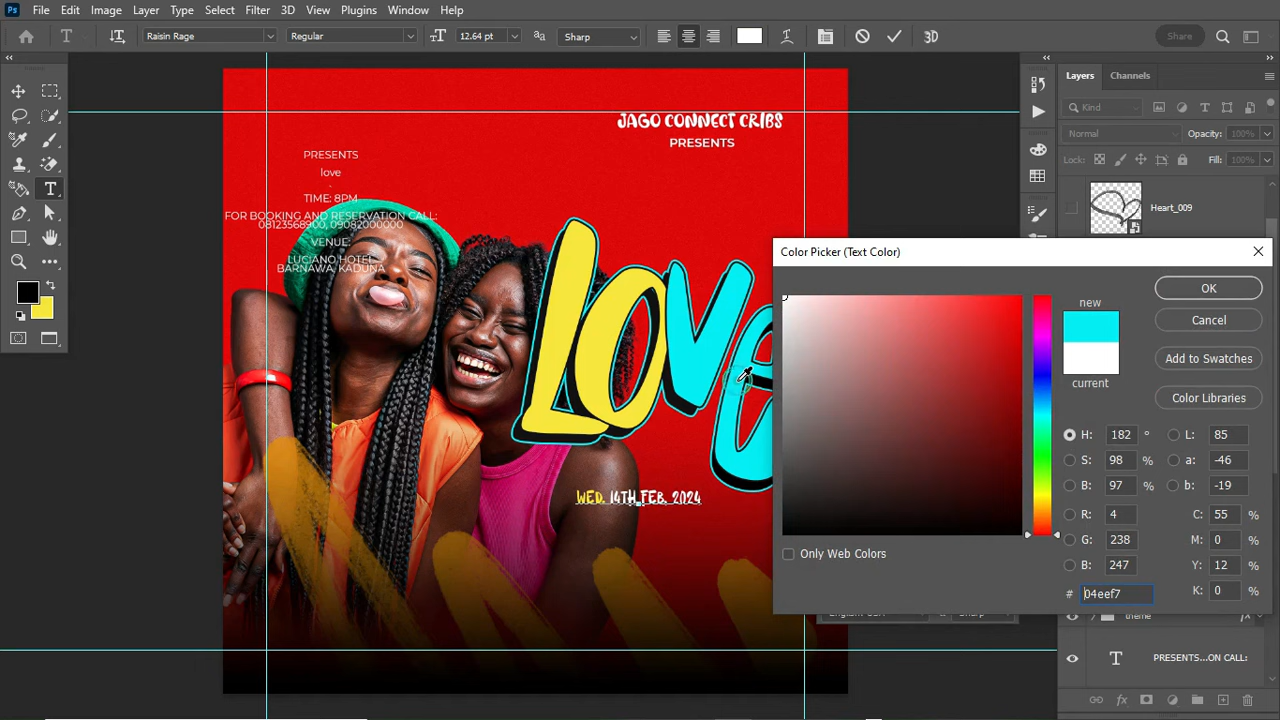 Ps File Edit Image Layer Type Select Filter 3D View Plugins Window Help
T Raisin Rage Regular 12.64 pt Sharp 3D Share
JAGO CONNECT CRIBS
PRESENTS
PRESENTS
love
.
TIME: 8PM
FOR BOOKING AND RESERVATION CALL:
08123568900, 09082000000
VENUE:
LUCIANO HOTEL
BARNAWA, KADUNA
LOVE
WED. 14TH FEB. 2024
Layers Channels
Kind
Normal Opacity: 100%
Lock: Fill: 100%
Heart_009
Color Picker (Text Color)
new
current
OK
Cancel
Add to Swatches
Color Libraries
H: 182 ° L: 85
S: 98 % a: -46
B: 97 % b: -19
R: 4 C: 55 %
G: 238 M: 0 %
B: 247 Y: 12 %
# 04eef7 K: 0 %
Only Web Colors
theme fx
T PRESENTS...ON CALL:
fx